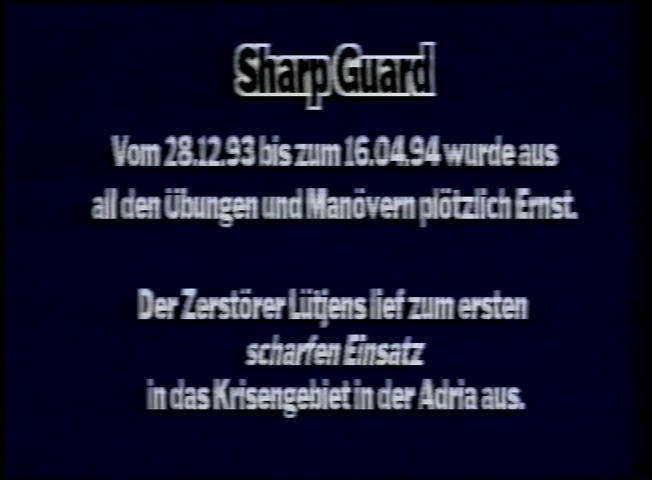 Sharp Guard
Vom 28.12.93 bis zum 16.04.94 wurde aus
all den Übungen und Manövern plötzlich Ernst.
Der Zerstörer Lütjens lief zum ersten
scharfen Einsatz
in das Krisengebiet in der Adria aus.